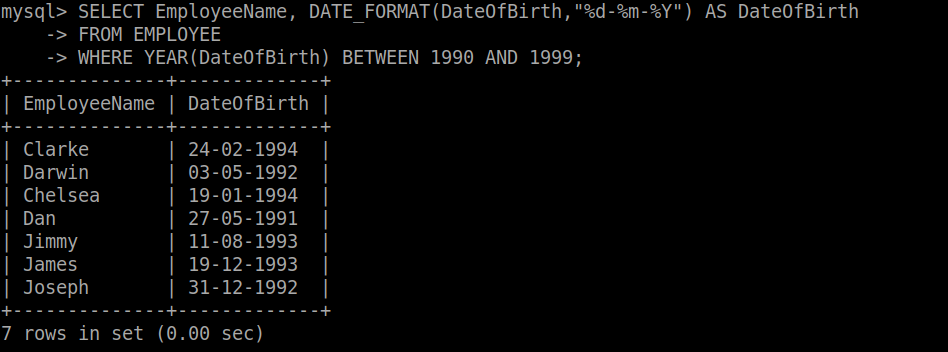 mysql> SELECT EmployeeName, DATE_FORMAT(DateOfBirth,"%d-%m-%Y") AS DateOfBirth
    -> FROM EMPLOYEE
    -> WHERE YEAR(DateOfBirth) BETWEEN 1990 AND 1999;
+--------------+-------------+
| EmployeeName | DateOfBirth |
+--------------+-------------+
| Clarke       | 24-02-1994  |
| Darwin       | 03-05-1992  |
| Chelsea      | 19-01-1994  |
| Dan          | 27-05-1991  |
| Jimmy        | 11-08-1993  |
| James        | 19-12-1993  |
| Joseph       | 31-12-1992  |
+--------------+-------------+
7 rows in set (0.00 sec)